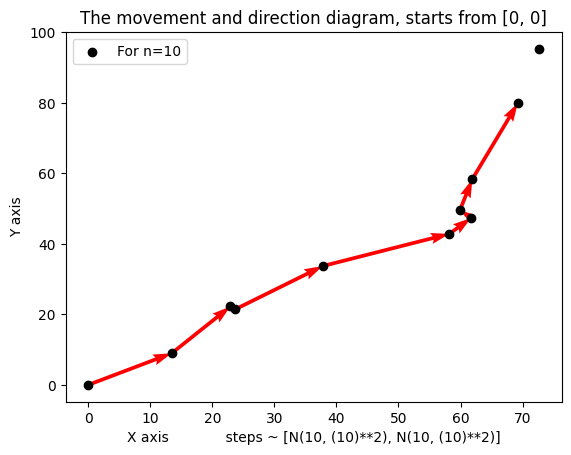 The movement and direction diagram, starts from [0, 0]
For n=10
100
80
60
40
20
0
Y axis
0 10 20 30 40 50 60 70
X axis steps ~ [N(10, (10)**2), N(10, (10)**2)]